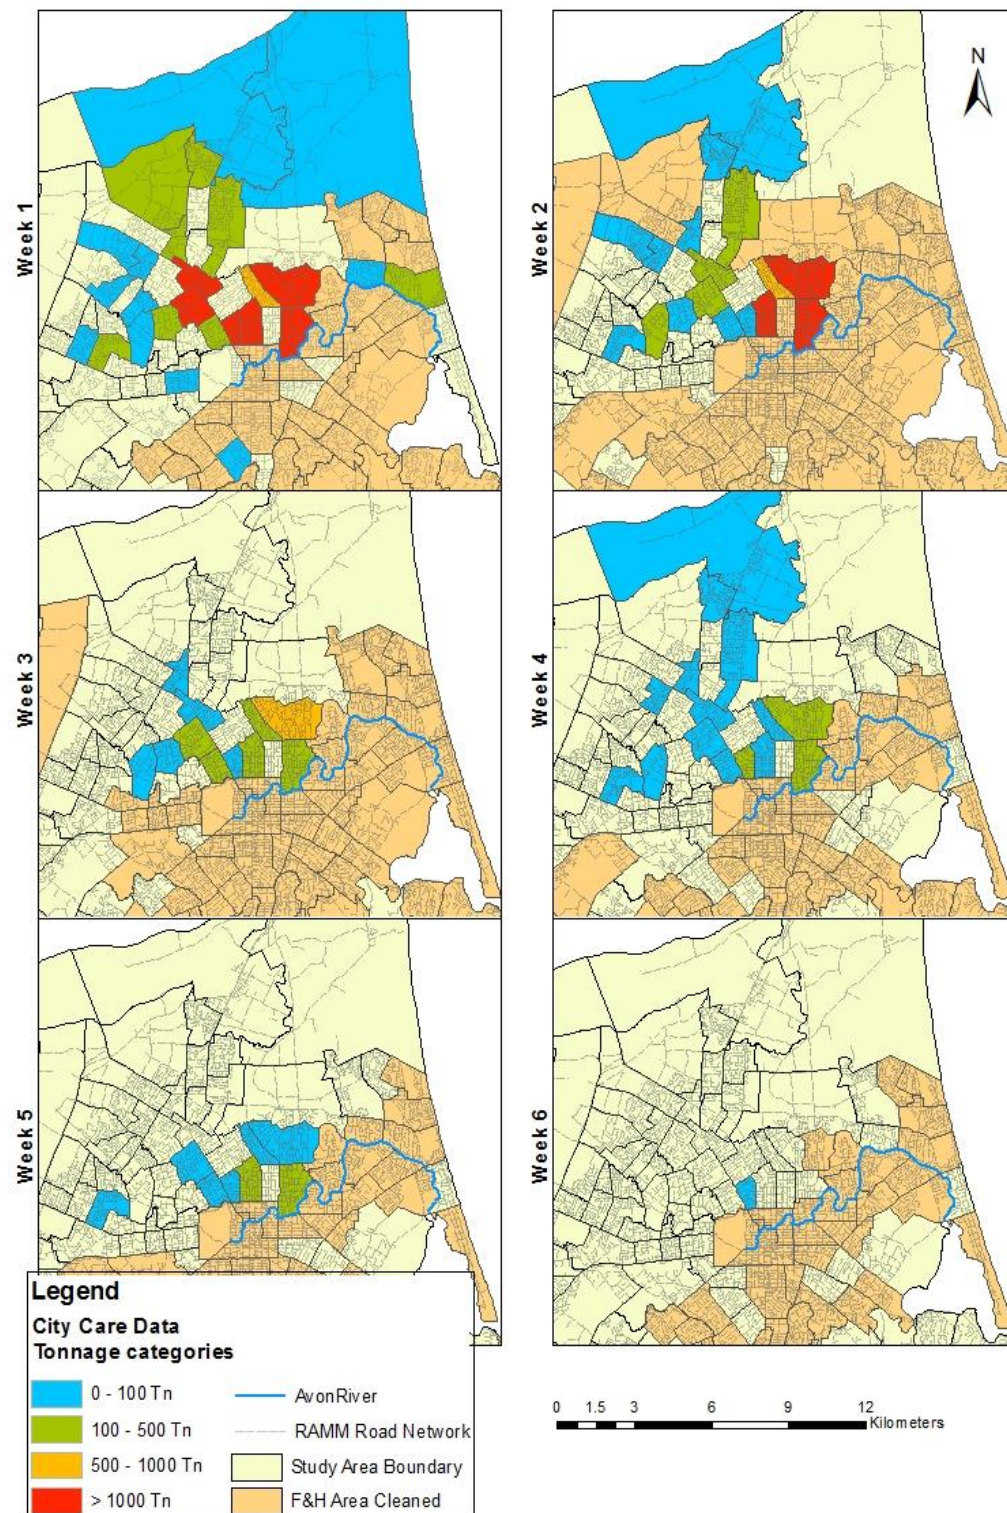 Week 1
Week 2
N
Week 3
Week 4
Week 5
Week 6
Legend
City Care Data
Tonnage categories
0 - 100 Tn
100 - 500 Tn
500 - 1000 Tn
> 1000 Tn
AvonRiver
RAMM Road Network
Study Area Boundary
F&H Area Cleaned
0 1.5 3 6 9 12
Kilometers